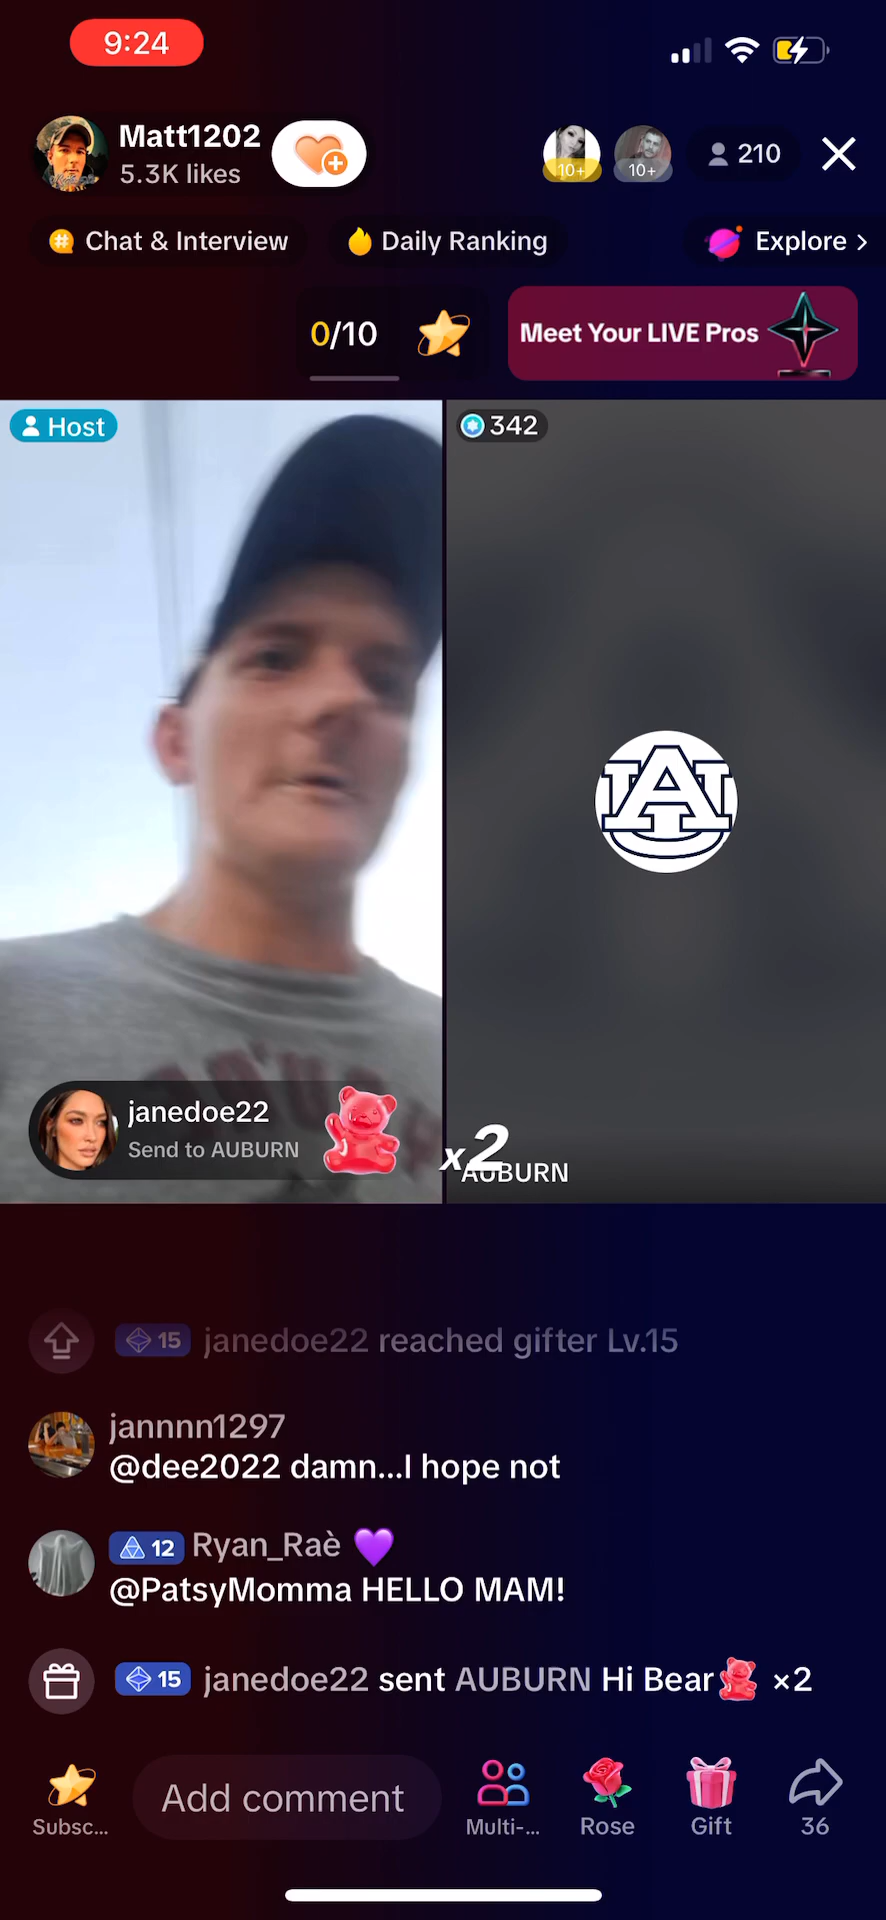 9:24
Matt1202
5.3K likes
10+
10+
210
Chat & Interview
Daily Ranking
Explore >
0/10
Meet Your LIVE Pros
Host
342
AU
janedoe22
Send to AUBURN
x2
AUBURN
15 janedoe22 reached gifter Lv.15
jannnn1297
@dee2022 damn...I hope not
12 Ryan_Raè 💜
@PatsyMomma HELLO MAM!
15 janedoe22 sent AUBURN Hi Bear ×2
Subsc...
Add comment
Multi-...
Rose
Gift
36